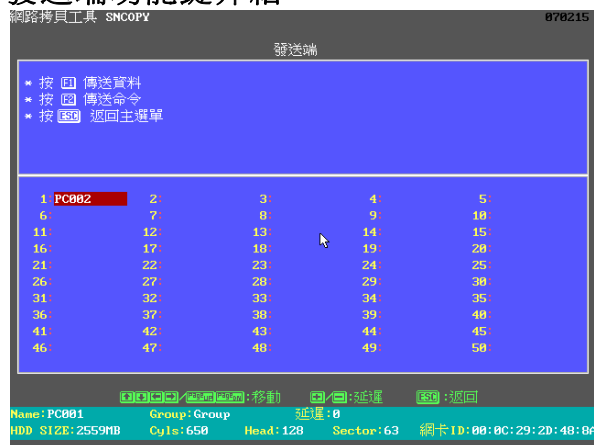 網路拷貝工具 SNCOPY 070215
發送端
* 按 F1 傳送資料
* 按 F2 傳送命令
* 按 ESC 返回主選單
1: PC002 2: 3: 4: 5:
6: 7: 8: 9: 10:
11: 12: 13: 14: 15:
16: 17: 18: 19: 20:
21: 22: 23: 24: 25:
26: 27: 28: 29: 30:
31: 32: 33: 34: 35:
36: 37: 38: 39: 40:
41: 42: 43: 44: 45:
46: 47: 48: 49: 50:
:移動 :延遲 ESC :返回
Name:PC001 Group:Group 延遲:0
HDD SIZE:2559MB Cyls:650 Head:128 Sector:63 網卡ID:00:0C:29:2D:48:8A